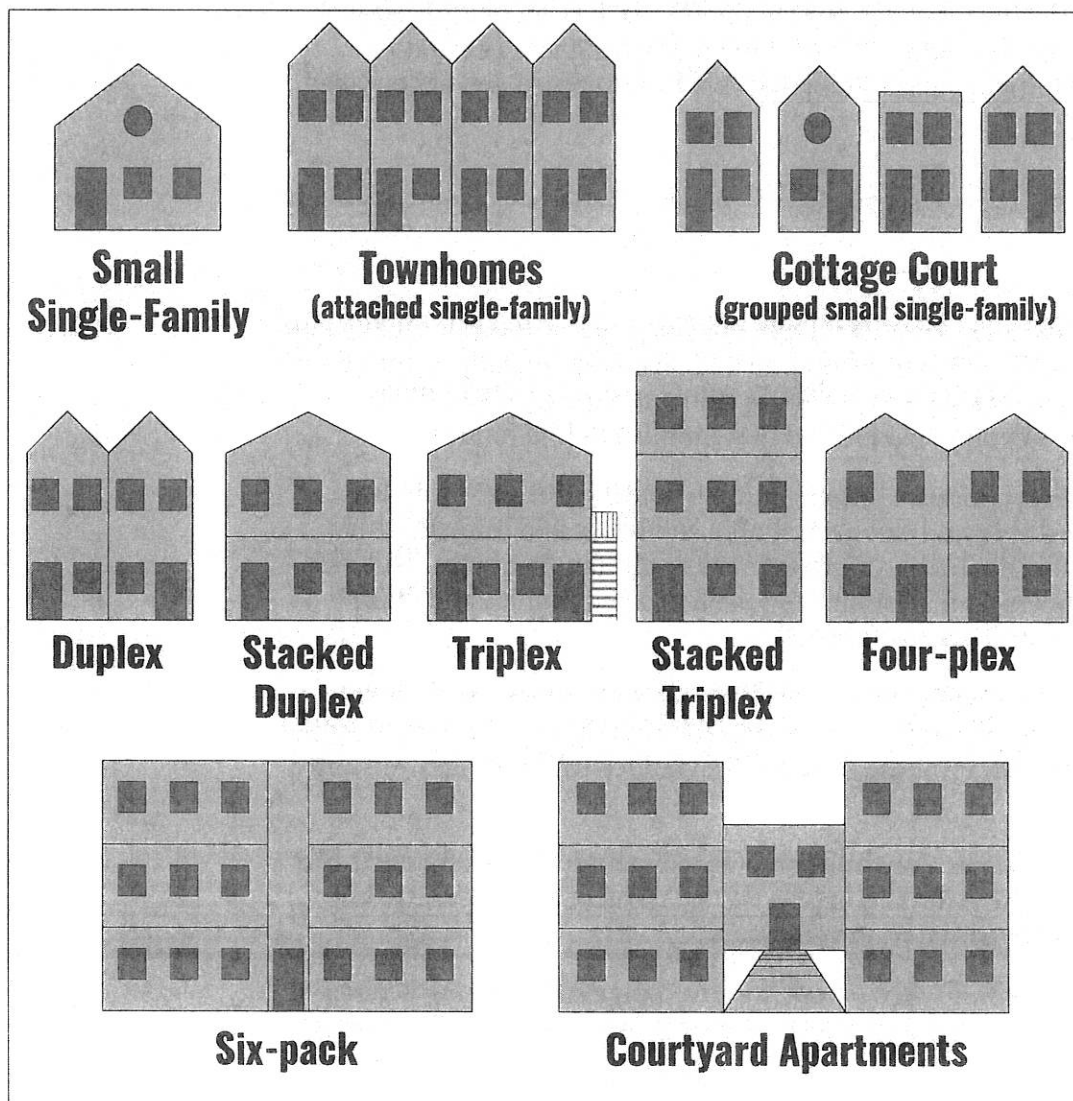 Small
Single-Family
Townhomes
(attached single-family)
Cottage Court
(grouped small single-family)
Duplex
Stacked
Duplex
Triplex
Stacked
Triplex
Four-plex
Six-pack
Courtyard Apartments